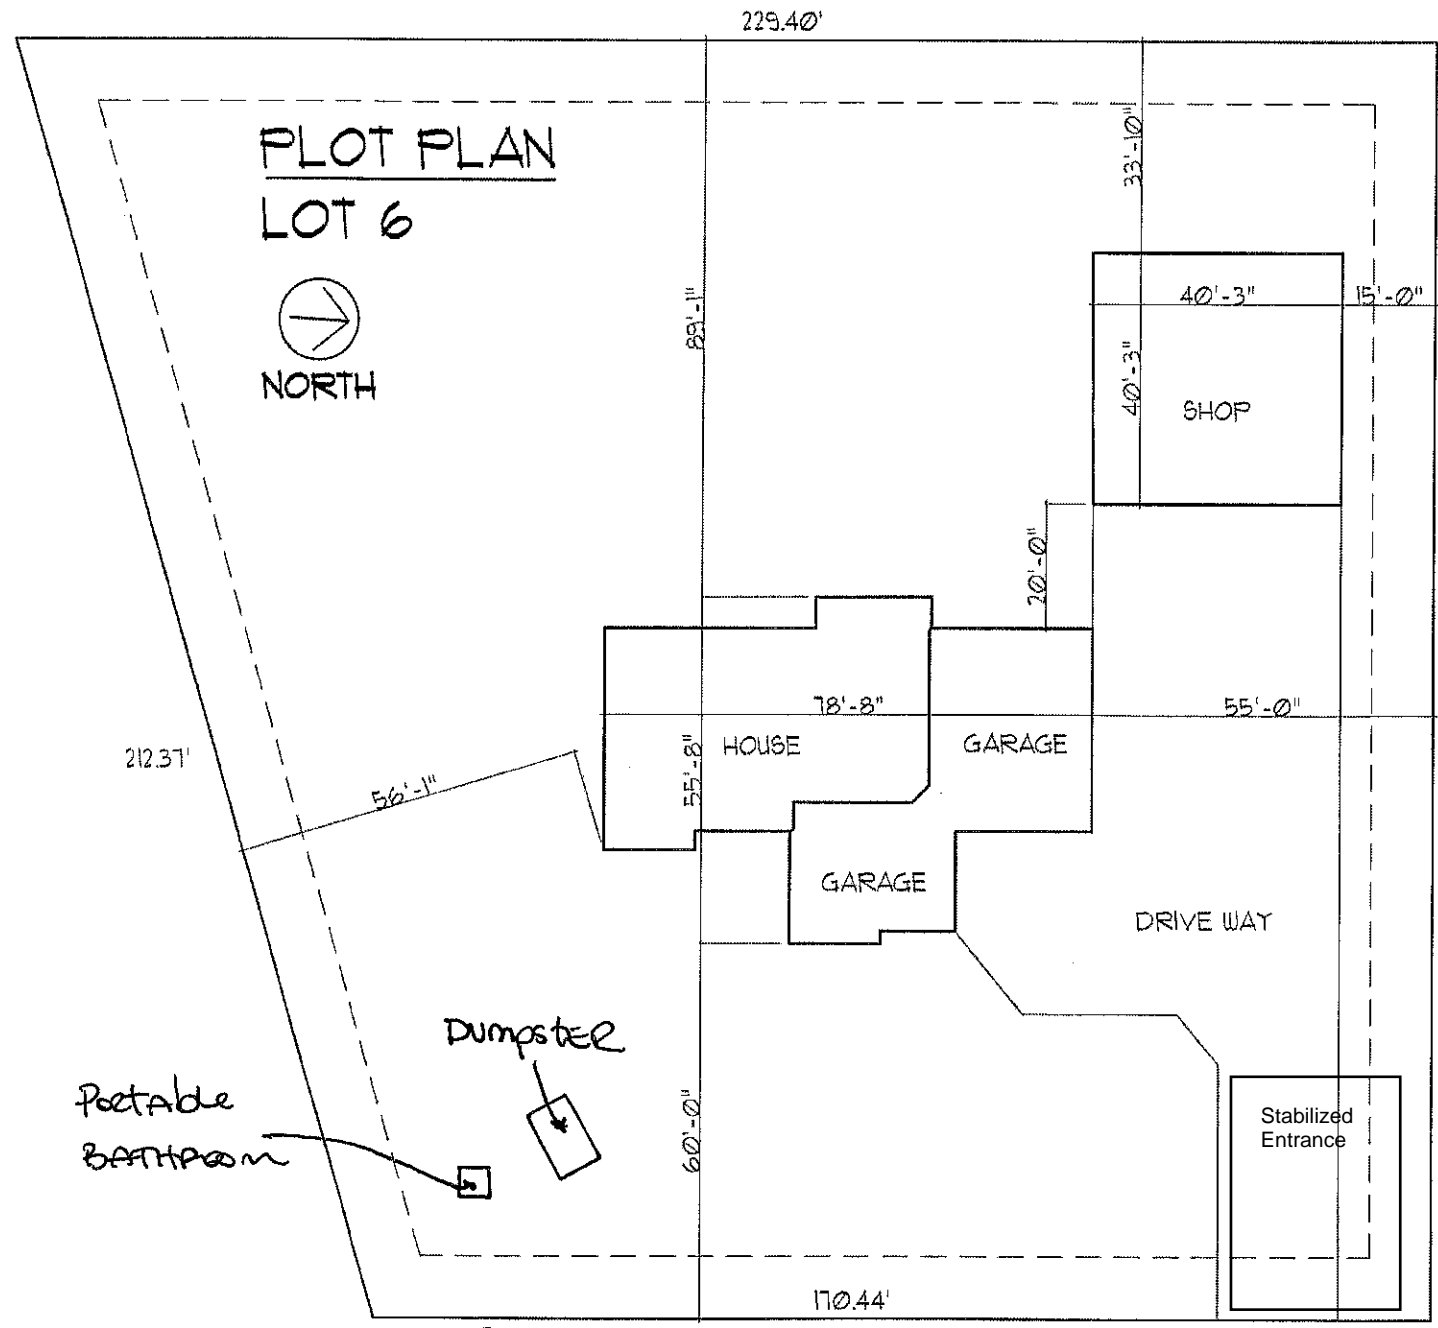 229.40'
PLOT PLAN
LOT 6
NORTH
33'-10"
89'-1"
40'-3"
15'-0"
40'-3"
SHOP
20'-0"
78'-8"
55'-0"
HOUSE
GARAGE
55'-8"
212.37'
56'-1"
GARAGE
DRIVE WAY
DumpstER
PortAble
BATHROOM
60'-0"
Stabilized
Entrance
170.44'